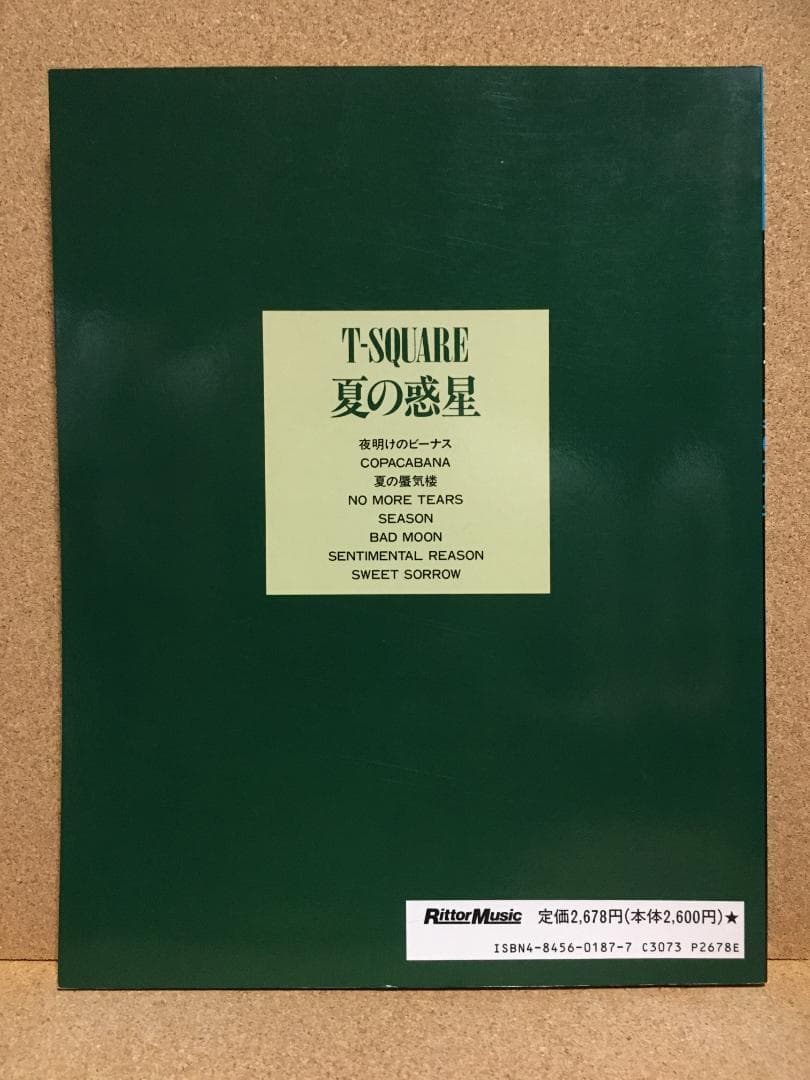 T-SQUARE
夏の惑星
夜明けのビーナス
COPACABANA
夏の蜃気楼
NO MORE TEARS
SEASON
BAD MOON
SENTIMENTAL REASON
SWEET SORROW
RittorMusic 定価2,678円(本体2,600円)★
ISBN4-8456-0187-7 C3073 P2678E